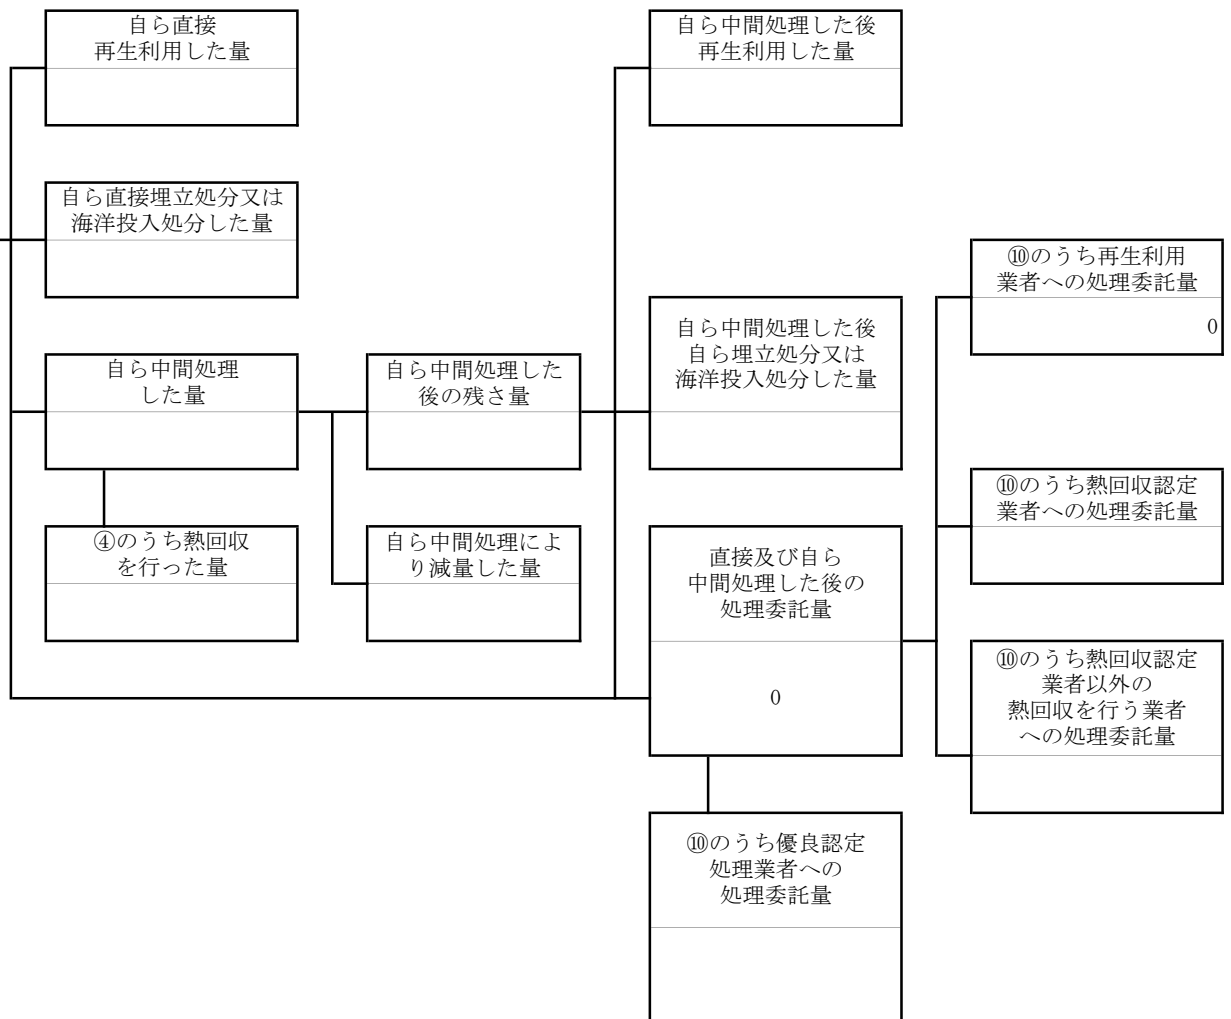 自ら直接
再生利用した量
自ら中間処理した後
再生利用した量
自ら直接埋立処分又は
海洋投入処分した量
⑩のうち再生利用
業者への処理委託量
0
自ら中間処理した後
自ら埋立処分又は
海洋投入処分した量
自ら中間処理
した量
自ら中間処理した
後の残さ量
⑩のうち熱回収認定
業者への処理委託量
④のうち熱回収
を行った量
自ら中間処理によ
り減量した量
直接及び自ら
中間処理した後の
処理委託量
0
⑩のうち熱回収認定
業者以外の
熱回収を行う業者
への処理委託量
⑩のうち優良認定
処理業者への
処理委託量